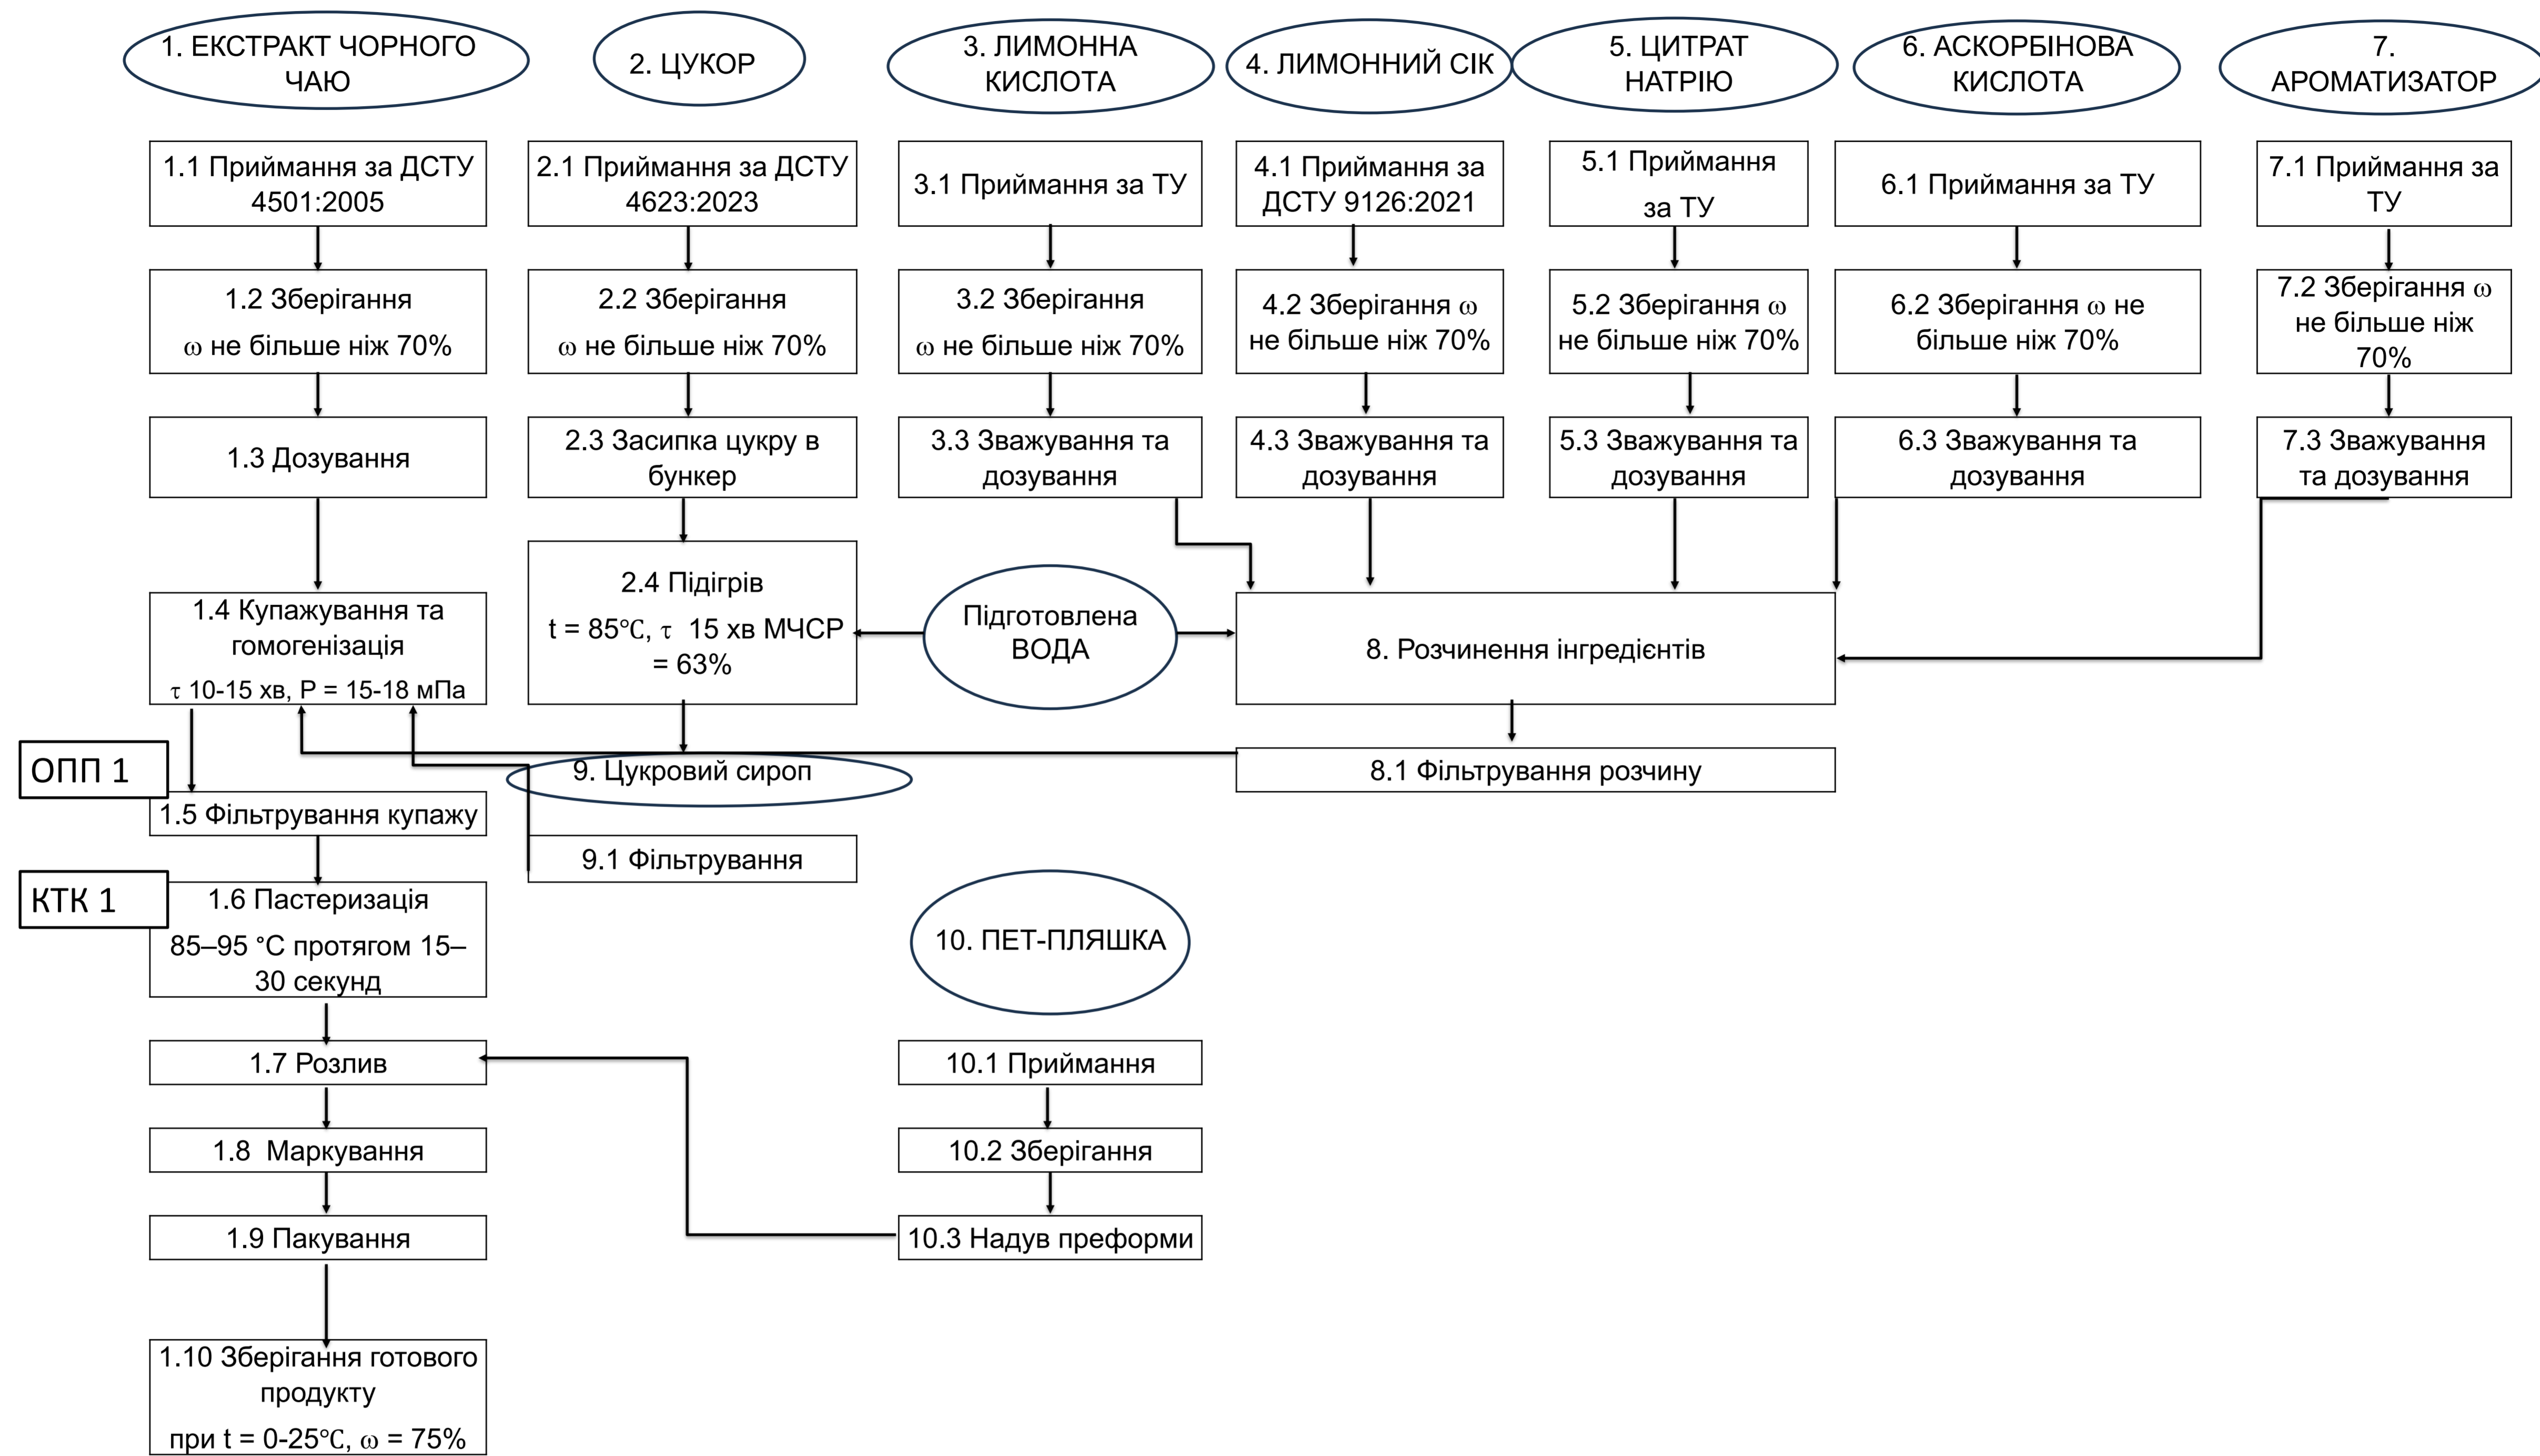 1. ЕКСТРАКТ ЧОРНОГО
ЧАЮ
2. ЦУКОР
3. ЛИМОННА
КИСЛОТА
4. ЛИМОННИЙ СІК
5. ЦИТРАТ
НАТРІЮ
6. АСКОРБІНОВА
КИСЛОТА
7.
АРОМАТИЗАТОР
1.1 Приймання за ДСТУ
4501:2005
2.1 Приймання за ДСТУ
4623:2023
3.1 Приймання за ТУ
4.1 Приймання за
ДСТУ 9126:2021
5.1 Приймання
за ТУ
6.1 Приймання за ТУ
7.1 Приймання за
ТУ
1.2 Зберігання
ω не більше ніж 70%
2.2 Зберігання
ω не більше ніж 70%
3.2 Зберігання
ω не більше ніж 70%
4.2 Зберігання ω
не більше ніж 70%
5.2 Зберігання ω
не більше ніж 70%
6.2 Зберігання ω не
більше ніж 70%
7.2 Зберігання ω
не більше ніж
70%
1.3 Дозування
2.3 Засипка цукру в
бункер
3.3 Зважування та
дозування
4.3 Зважування та
дозування
5.3 Зважування та
дозування
6.3 Зважування та
дозування
7.3 Зважування
та дозування
1.4 Купажування та
гомогенізація
τ 10-15 хв, Р = 15-18 мПа
2.4 Підігрів
t = 85℃, τ  15 хв МЧСР
= 63%
Підготовлена
ВОДА
8. Розчинення інгредієнтів
ОПП 1
9. Цукровий сироп
8.1 Фільтрування розчину
1.5 Фільтрування купажу
9.1 Фільтрування
КТК 1
1.6 Пастеризація
85–95 °C протягом 15–
30 секунд
10. ПЕТ-ПЛЯШКА
1.7 Розлив
10.1 Приймання
1.8  Маркування
10.2 Зберігання
1.9 Пакування
10.3 Надув преформи
1.10 Зберігання готового
продукту
при t = 0-25℃, ω = 75%